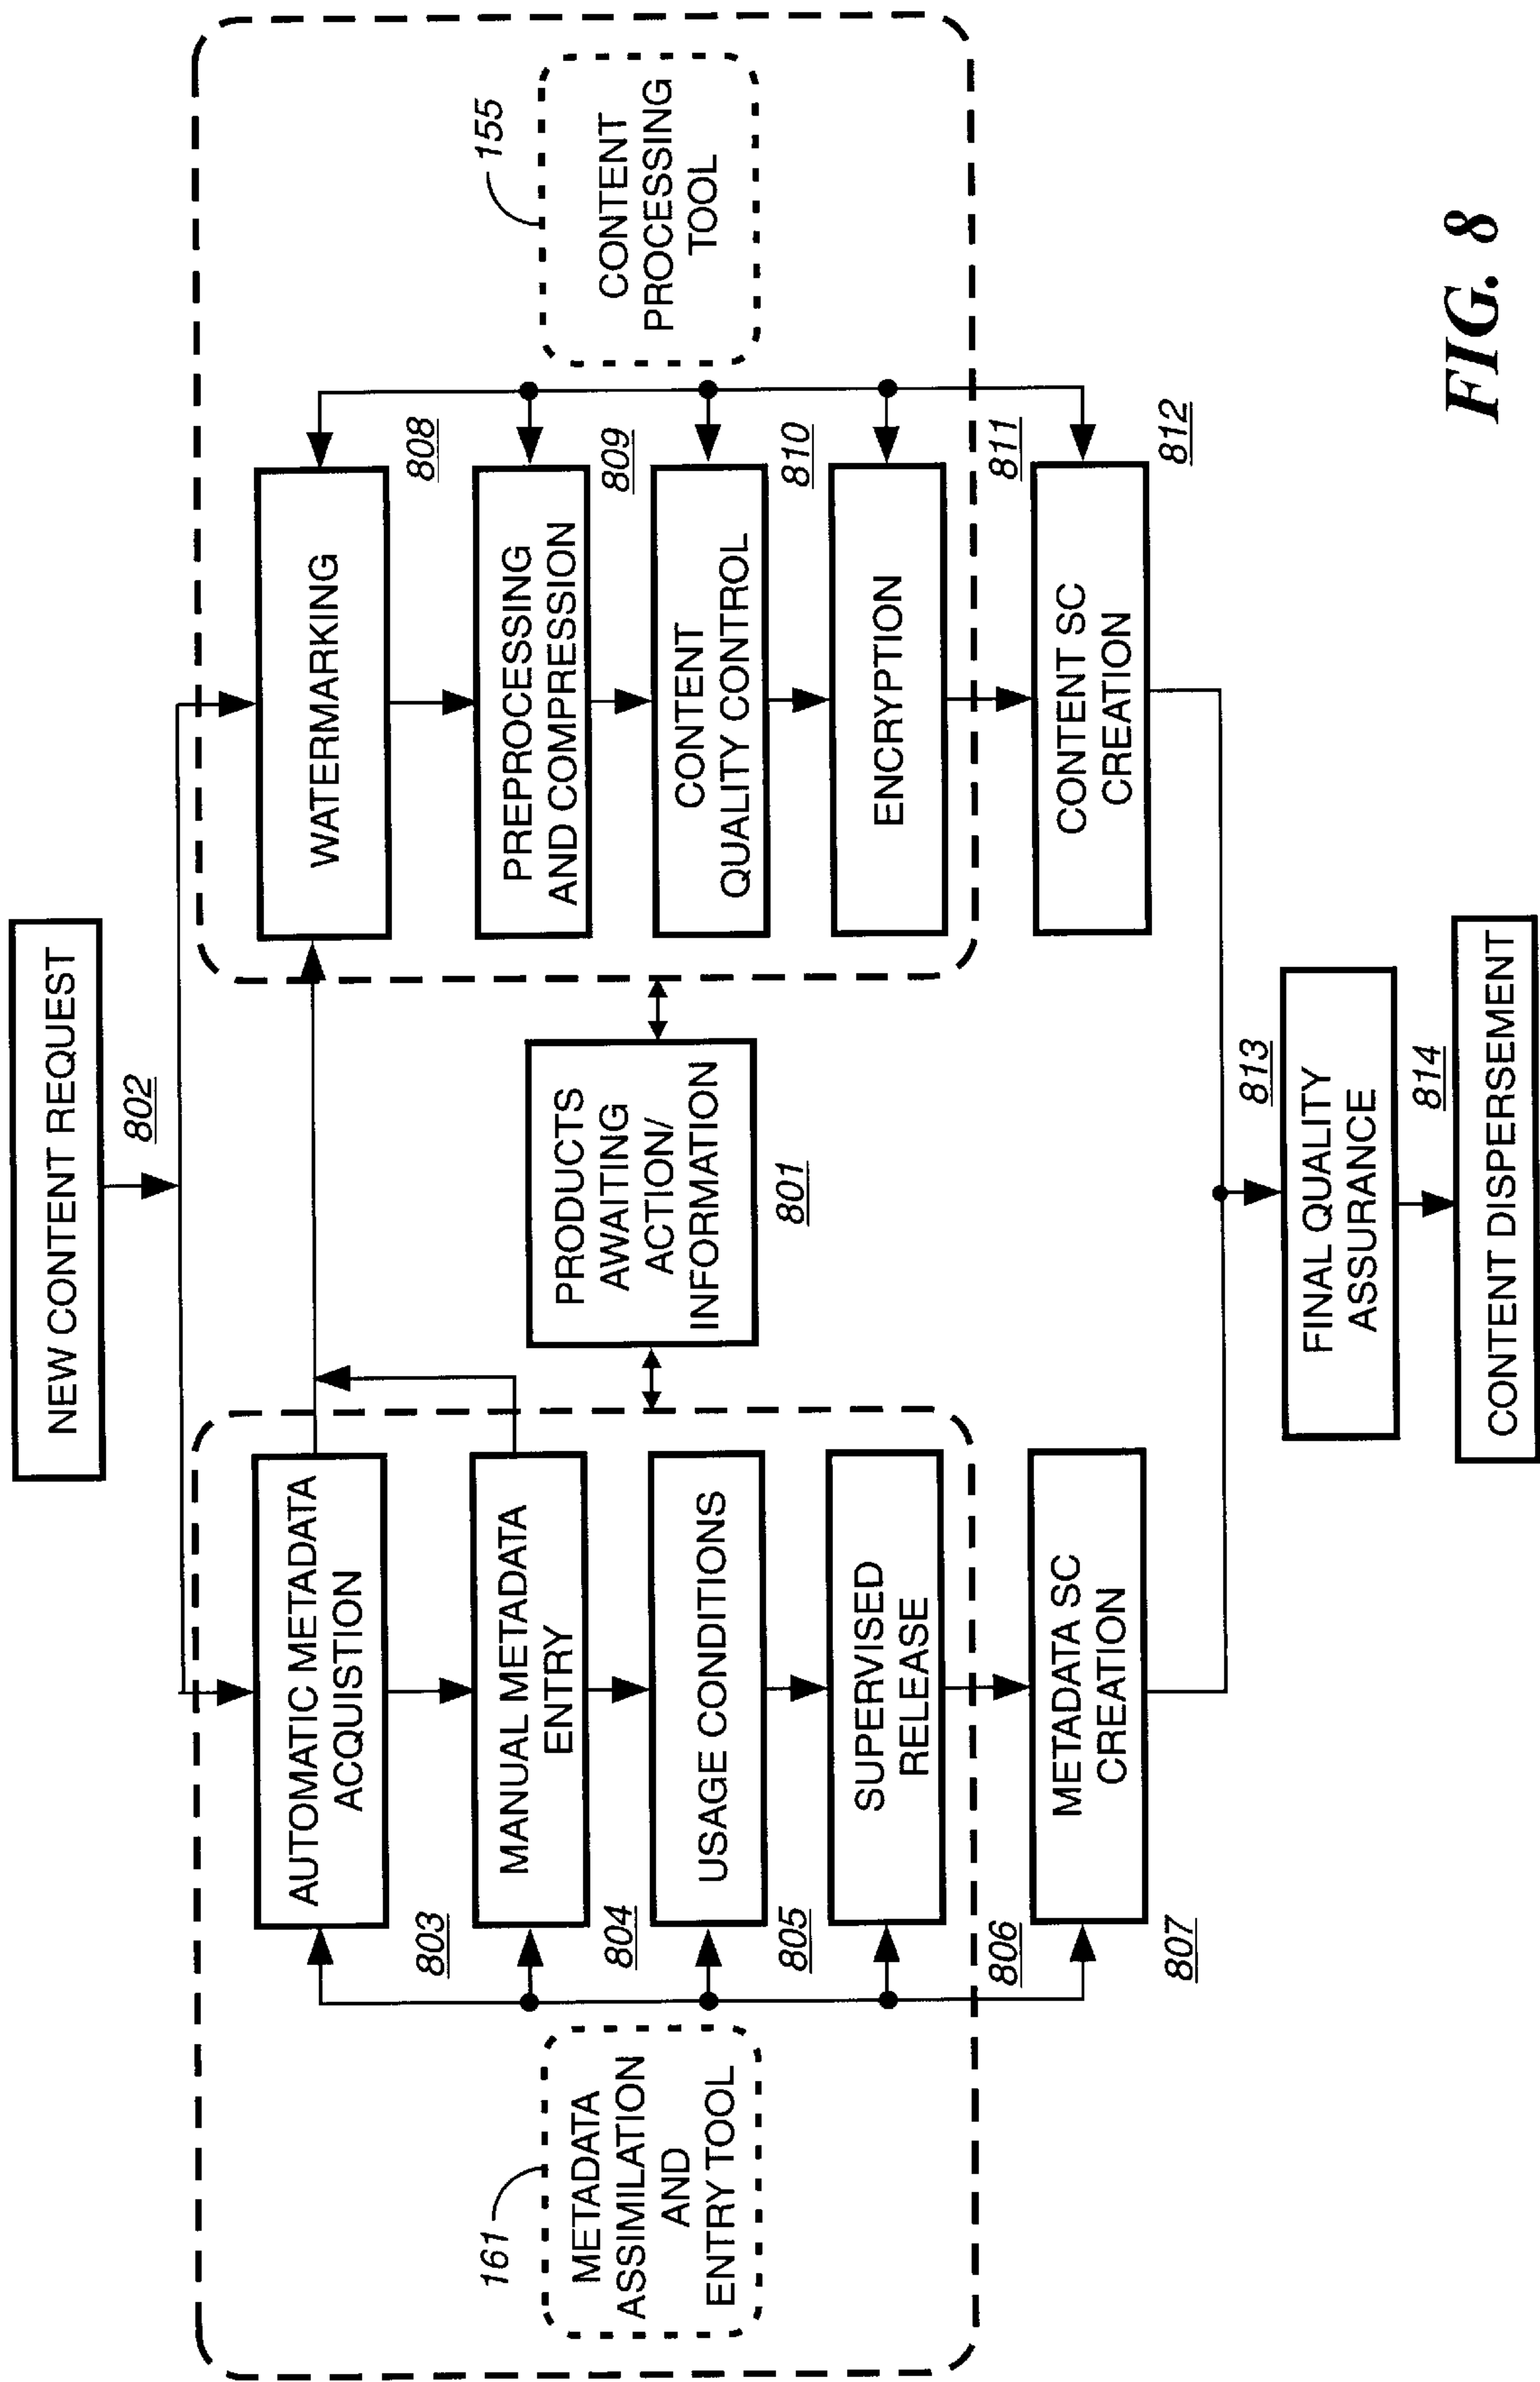 NEW CONTENT REQUEST
802
AUTOMATIC METADATA
ACQUISTION
803
MANUAL METADATA
ENTRY
804
USAGE CONDITIONS
805
SUPERVISED
RELEASE
806
METADATA SC
CREATION
807
161
METADATA
ASSIMILATION
AND
ENTRY TOOL
PRODUCTS
AWAITING
ACTION/
INFORMATION
801
WATERMARKING
808
PREPROCESSING
AND COMPRESSION
809
CONTENT
QUALITY CONTROL
810
ENCRYPTION
811
CONTENT SC
CREATION
812
155
CONTENT
PROCESSING
TOOL
813
FINAL QUALITY
ASSURANCE
814
CONTENT DISPERSEMENT
FIG. 8